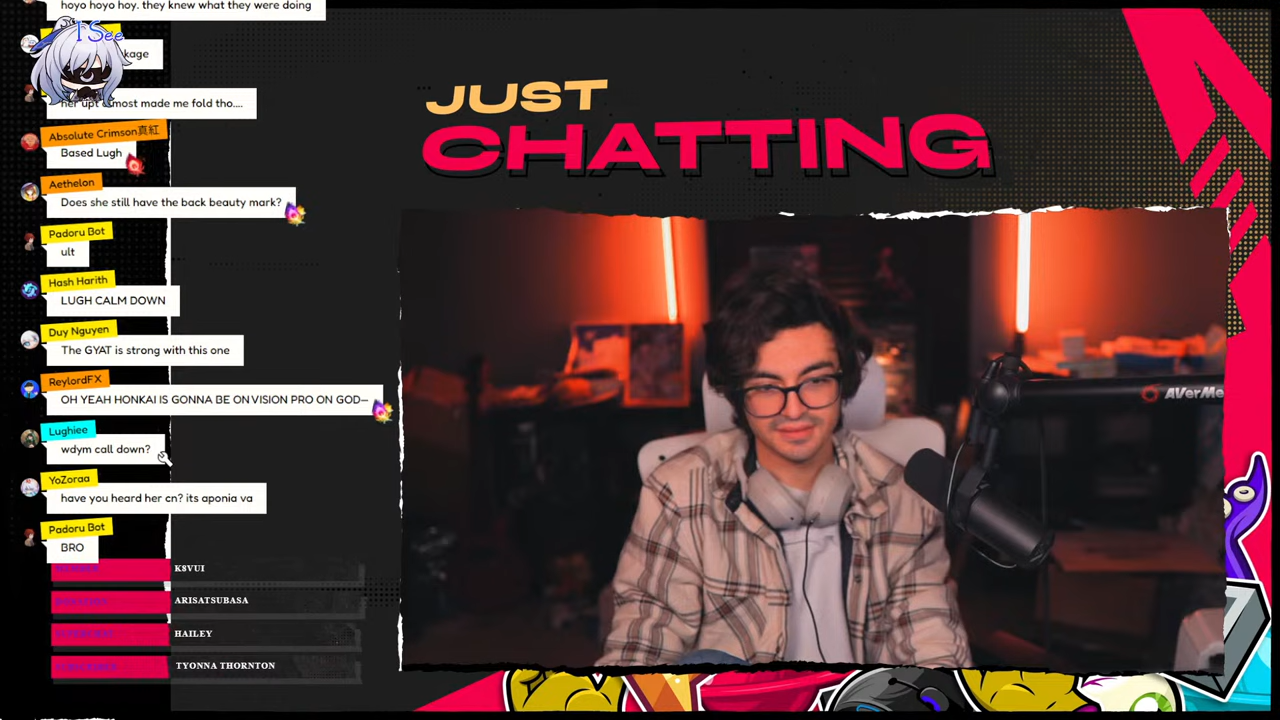 hoyo hoyo hoy. they knew what they were doing
I See
kage
her
most made me fold tho....
Absolute Crimson真紅
Based Lugh
Aethelon
Does she still have the back beauty mark?
Padoru Bot
ult
Hash Harith
LUGH CALM DOWN
Duy Nguyen
The GYAT is strong with this one
ReylordFX
OH YEAH HONKAI IS GONNA BE ON VISION PRO ON GOD—
Lughiee
wdym call down?
YoZoraa
have you heard her cn? its aponia va
Padoru Bot
BRO
K8VUI
ARISATSUBASA
HAILEY
TYONNA THORNTON
JUST
CHATTING
AVerMe